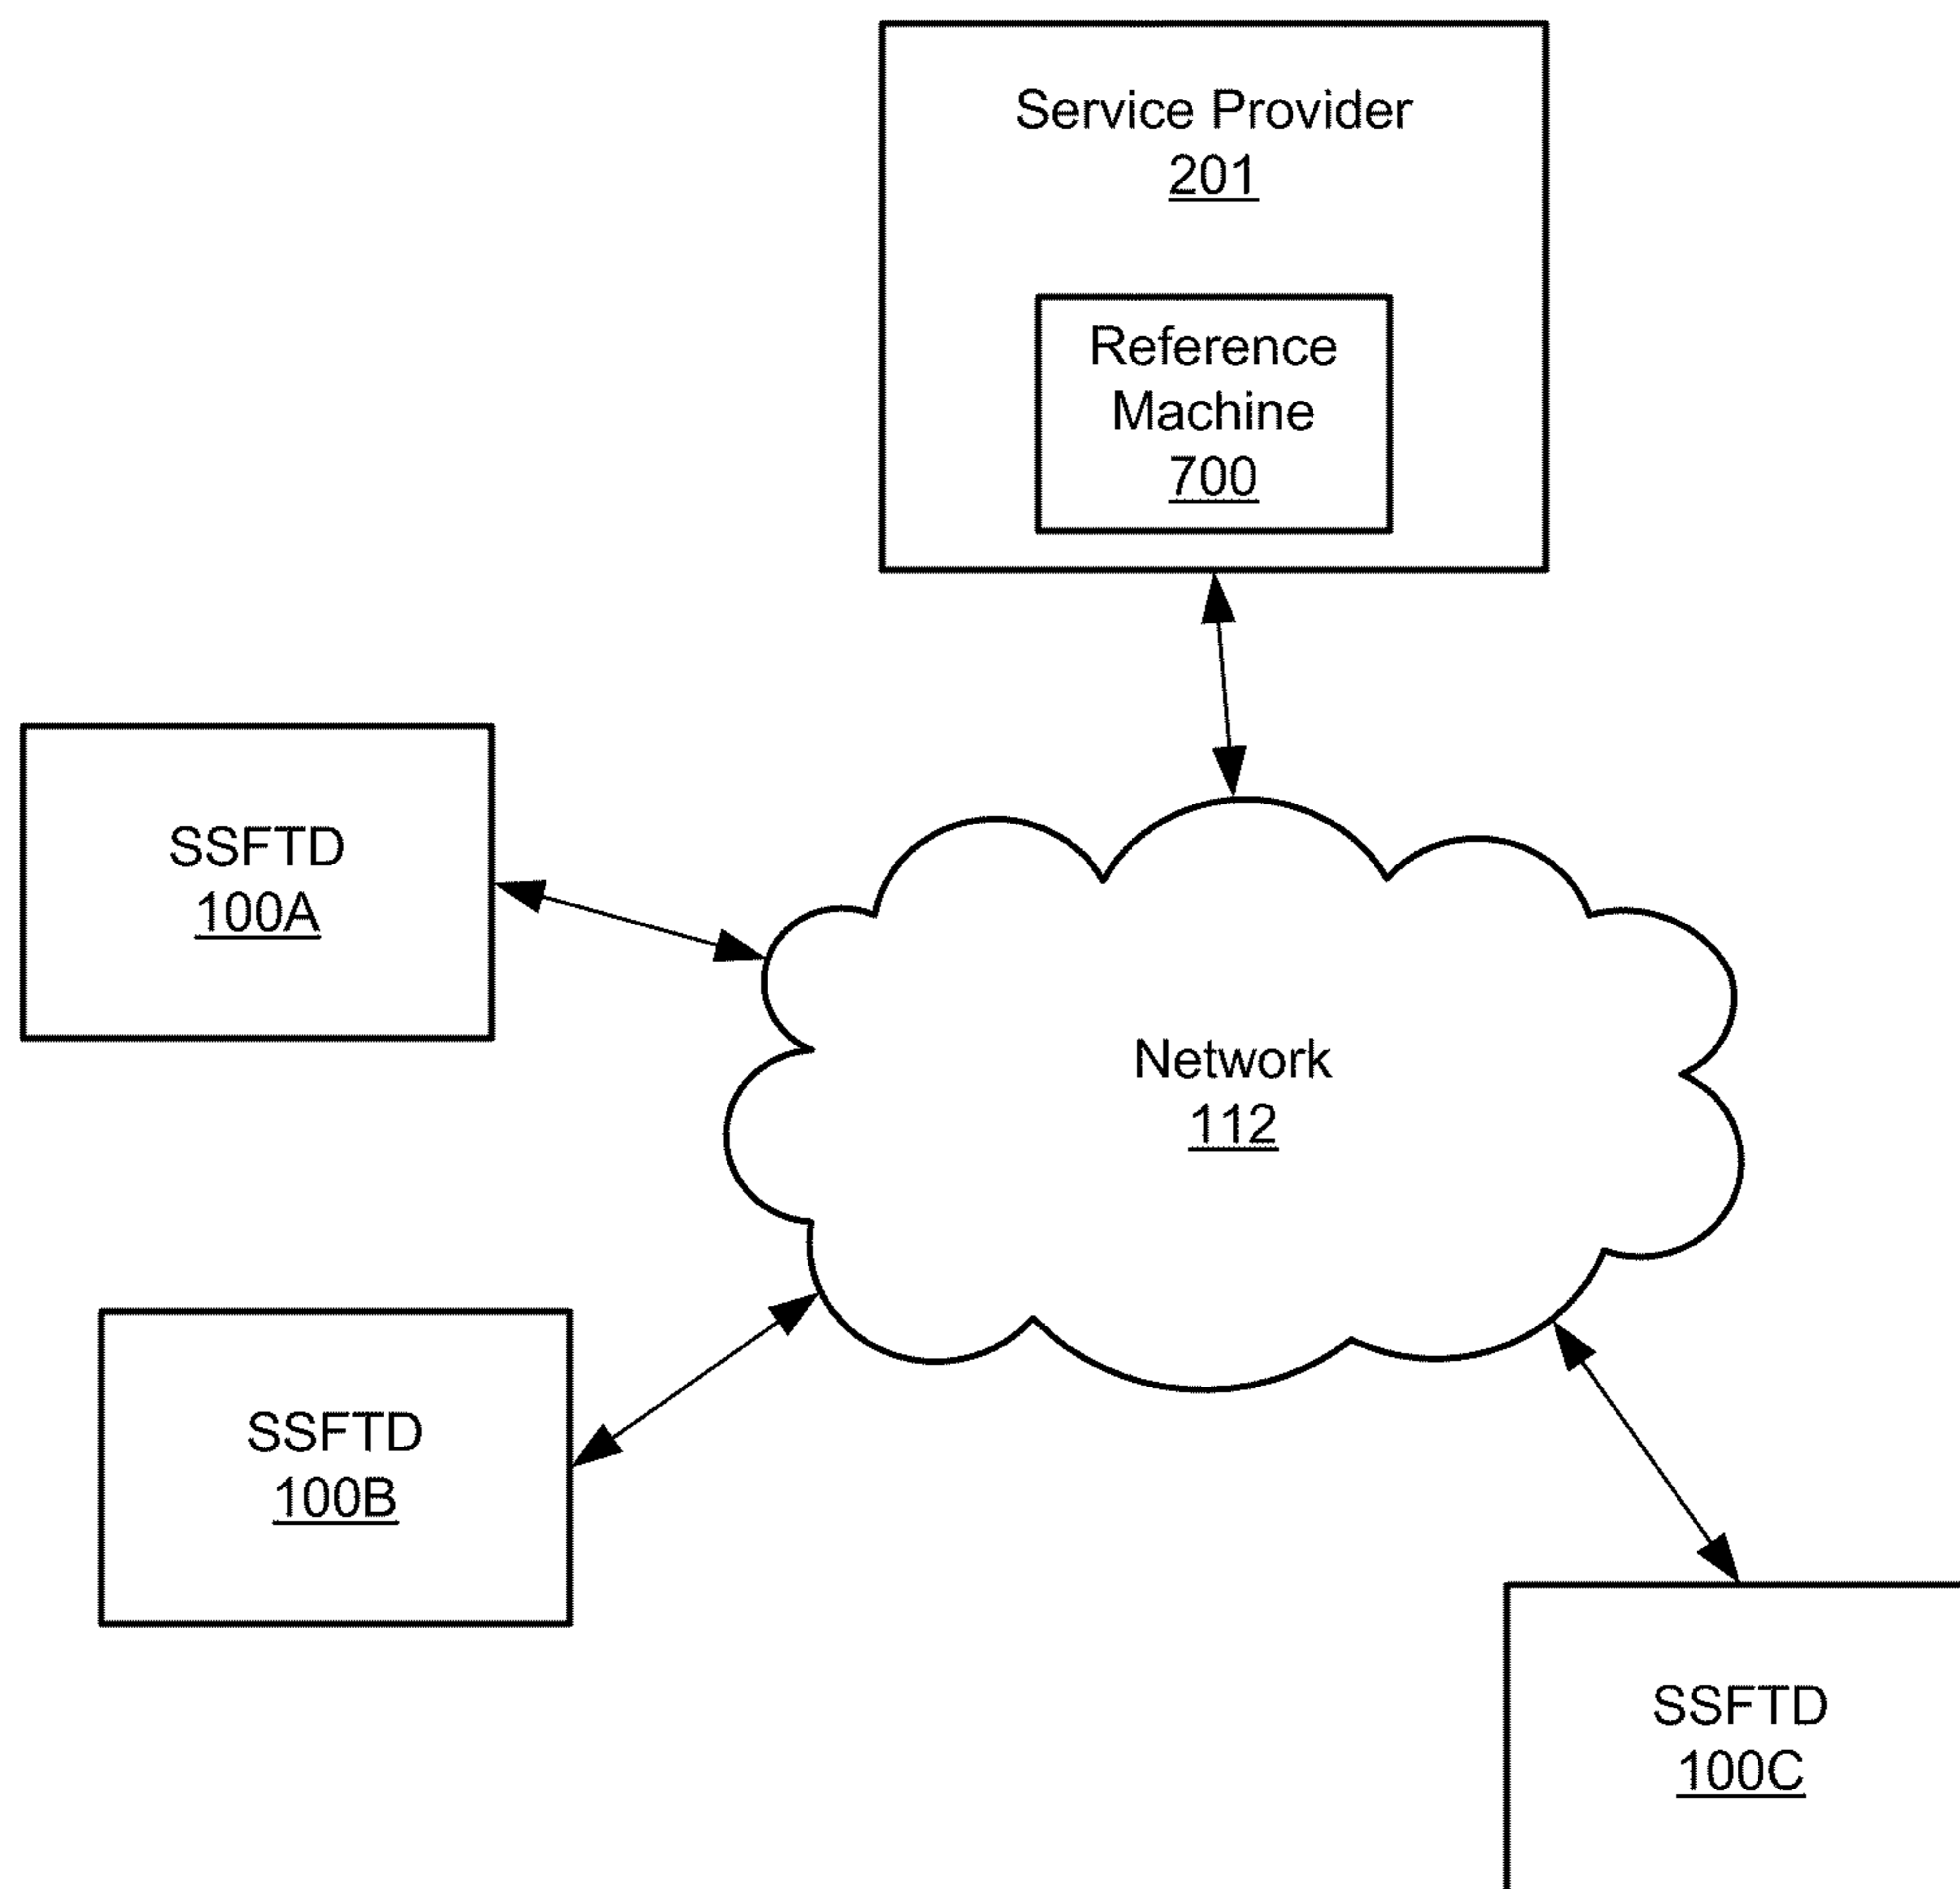 Service Provider
201
Reference
Machine
700
SSFTD
100A
Network
112
SSFTD
100B
SSFTD
100C